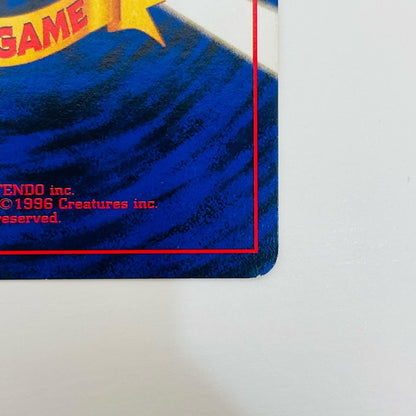 GAME
TENDO inc.
©1996 Creatures inc.
reserved.